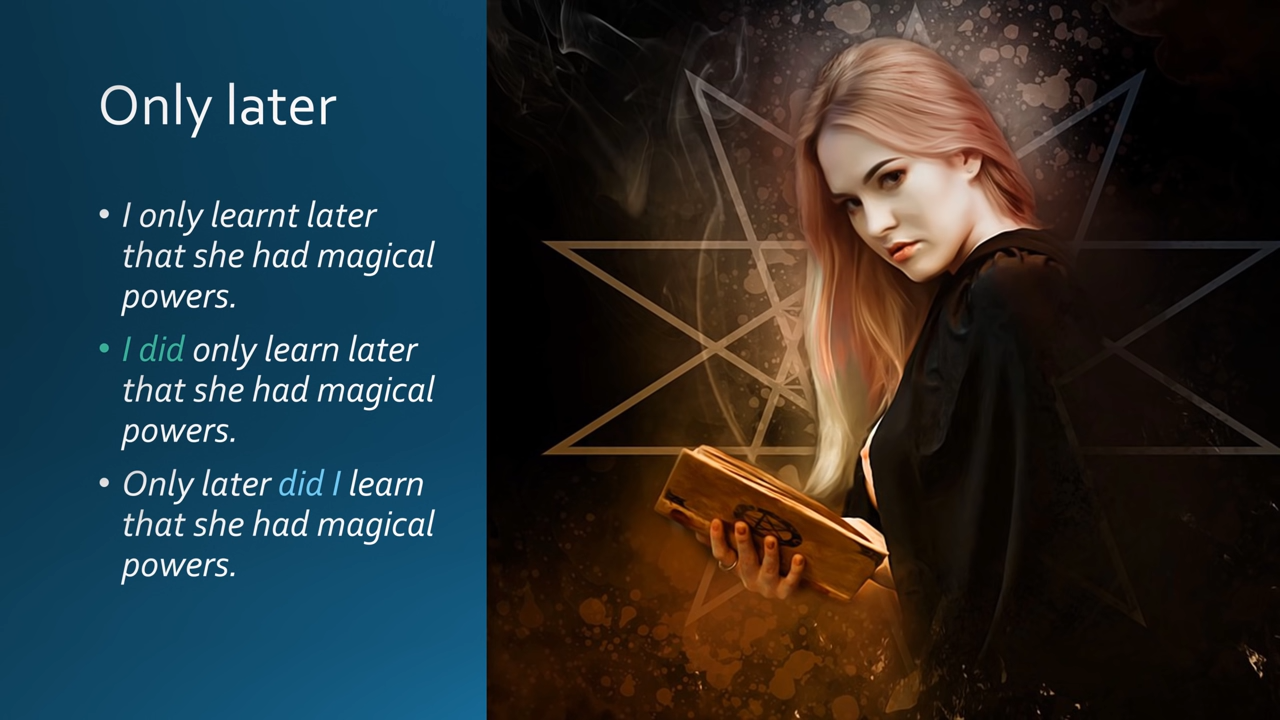 Only later
• I only learnt later
that she had magical
powers.
• I did only learn later
that she had magical
powers.
• Only later did I learn
that she had magical
powers.